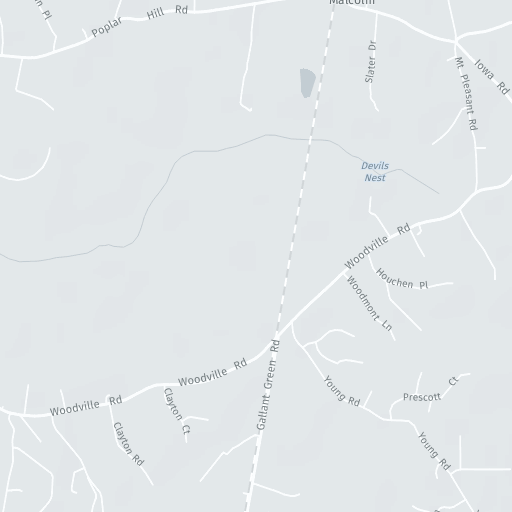 Malcolm
Poplar Hill Rd
n Pl
Slater Dr
Iowa Rd
Mt Pleasant Rd
Devils
Nest
Woodville Rd
Houchen Pl
Woodmont Ln
Gallant Green Rd
Woodville Rd
Young Rd
Prescott Ct
Woodville Rd
Clayton Ct
Clayton Rd
Young Rd